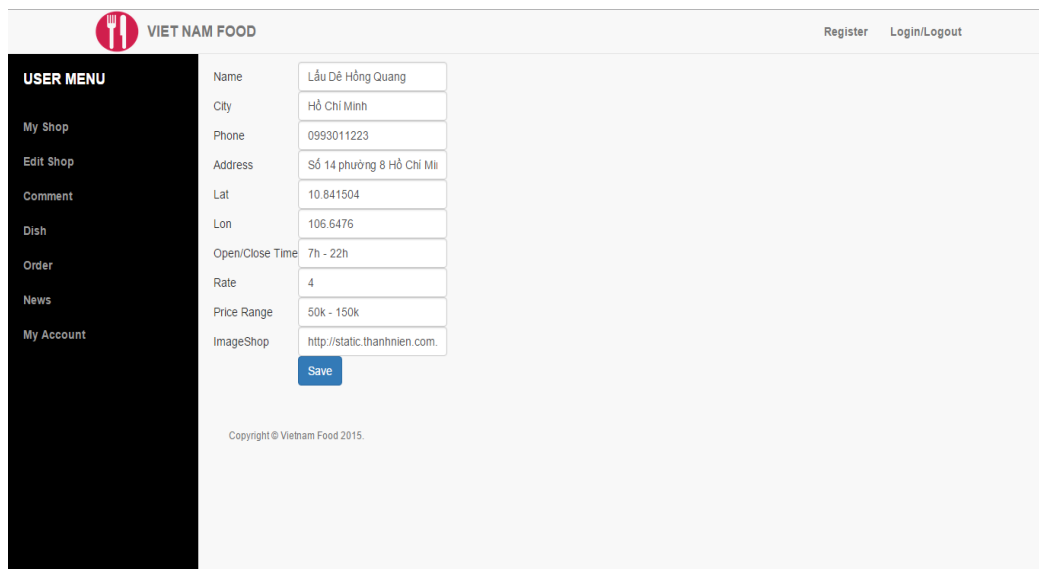 VIET NAM FOOD
Register Login/Logout
USER MENU
My Shop
Edit Shop
Comment
Dish
Order
News
My Account
Name Lẩu Dê Hồng Quang
City Hồ Chí Minh
Phone 0993011223
Address Số 14 phường 8 Hồ Chí Min
Lat 10.841504
Lon 106.6476
Open/Close Time 7h - 22h
Rate 4
Price Range 50k - 150k
ImageShop http://static.thanhnien.com.
Save
Copyright © Vietnam Food 2015.